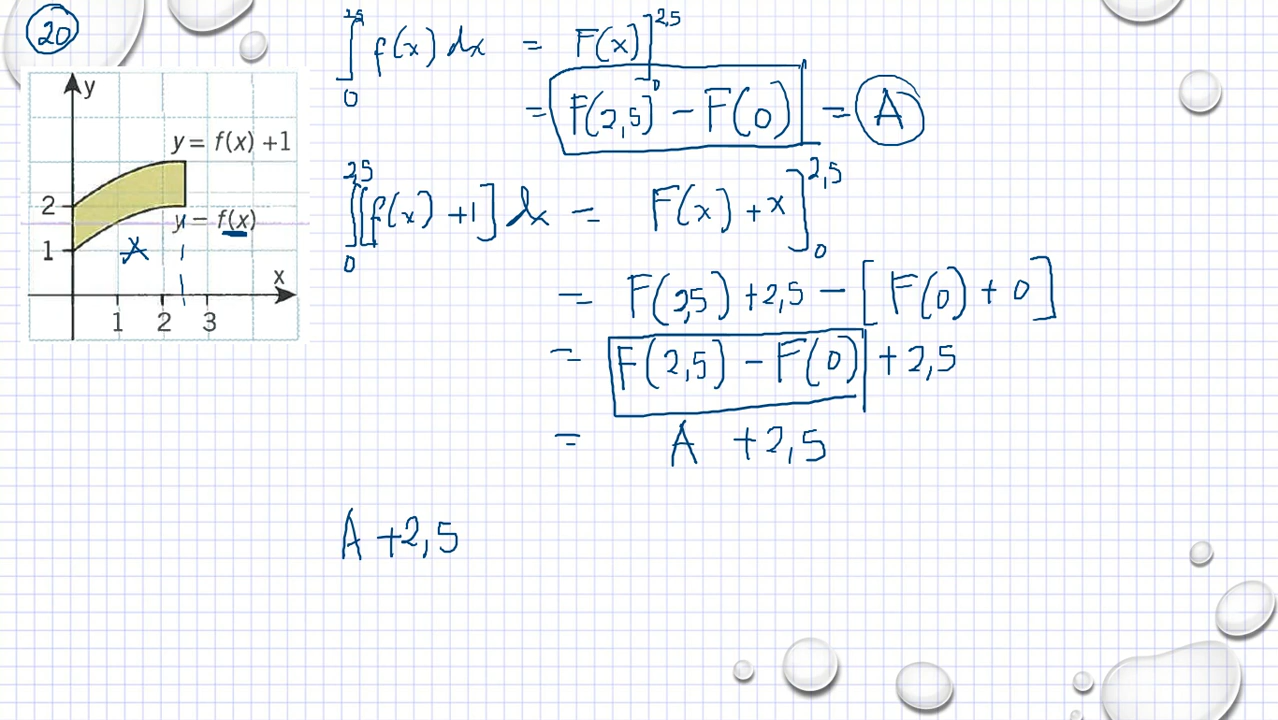 20
∫₀^2,5 f(x) dx = F(x)]₀^2,5
= F(2,5) - F(0) = A
∫₀^2,5 [f(x) +1] dx = F(x) + x]₀^2,5
= F(2,5) + 2,5 - [F(0) + 0]
= F(2,5) - F(0) + 2,5
= A + 2,5
A + 2,5
y
y = f(x) +1
2
y = f(x)
1
A
x
1 2 3